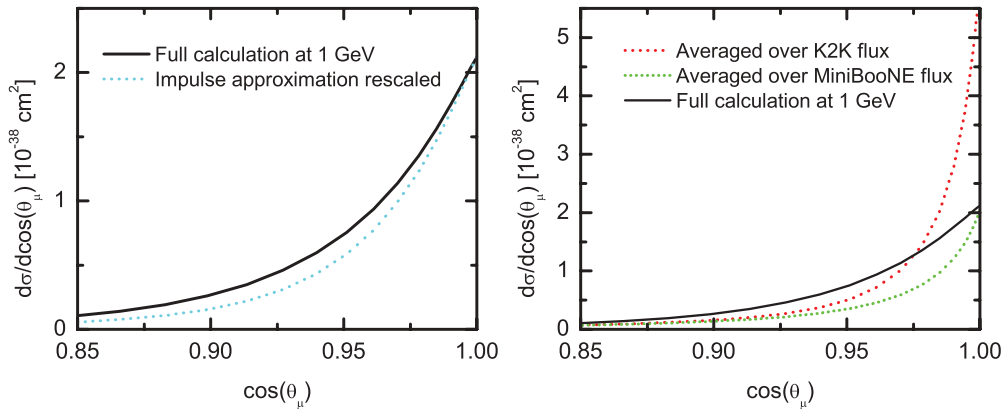 dσ/dcos(θμ) [10-38 cm2]
2
1
0
Full calculation at 1 GeV
Impulse approximation rescaled
0.85 0.90 0.95 1.00
cos(θμ)
dσ/dcos(θμ) [10-38 cm2]
5
4
3
2
1
0
Averaged over K2K flux
Averaged over MiniBooNE flux
Full calculation at 1 GeV
0.85 0.90 0.95 1.00
cos(θμ)